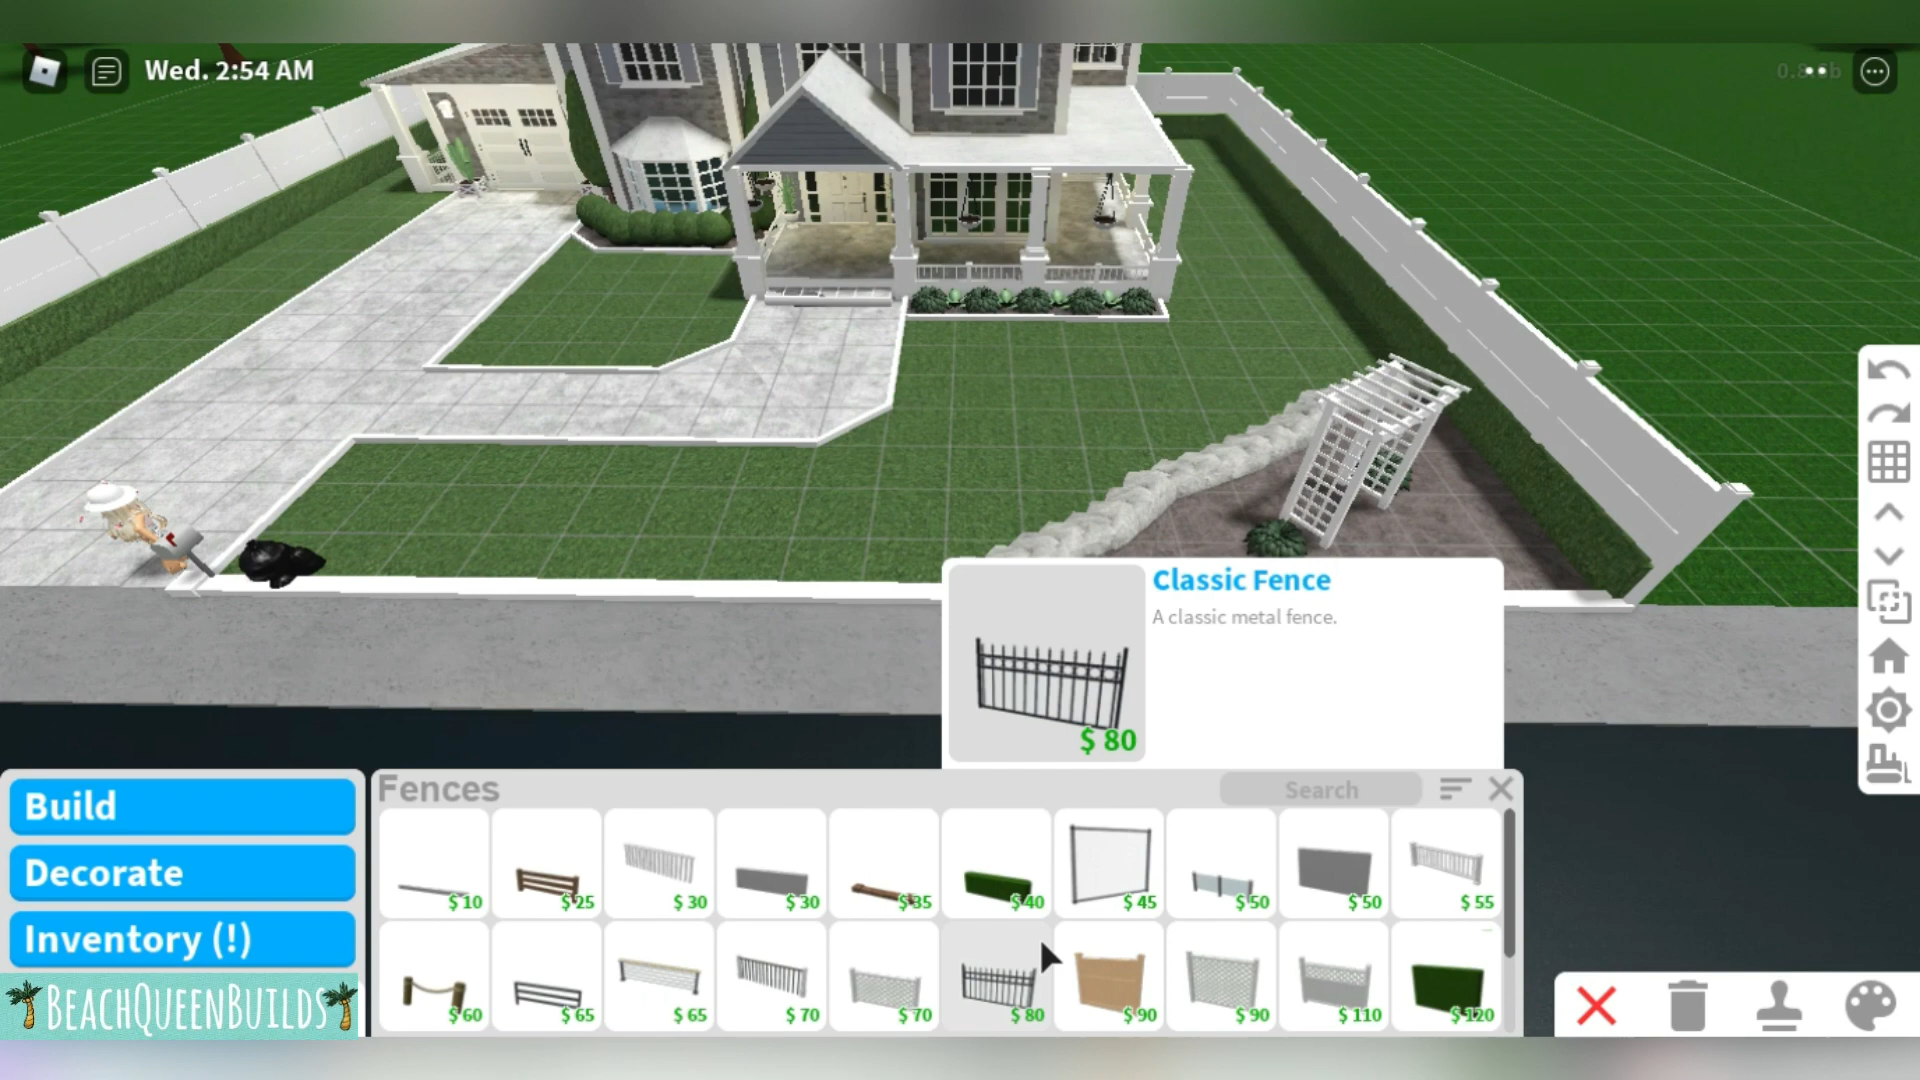 Wed. 2:54 AM
Classic Fence
A classic metal fence.
$ 80
Build
Decorate
Inventory (!)
BEACHQUEENBUILDS
Fences
Search
$ 10
$ 25
$ 30
$ 30
$ 35
$ 40
$ 45
$ 50
$ 50
$ 55
$ 60
$ 65
$ 65
$ 70
$ 70
$ 80
$ 90
$ 90
$ 110
$ 120